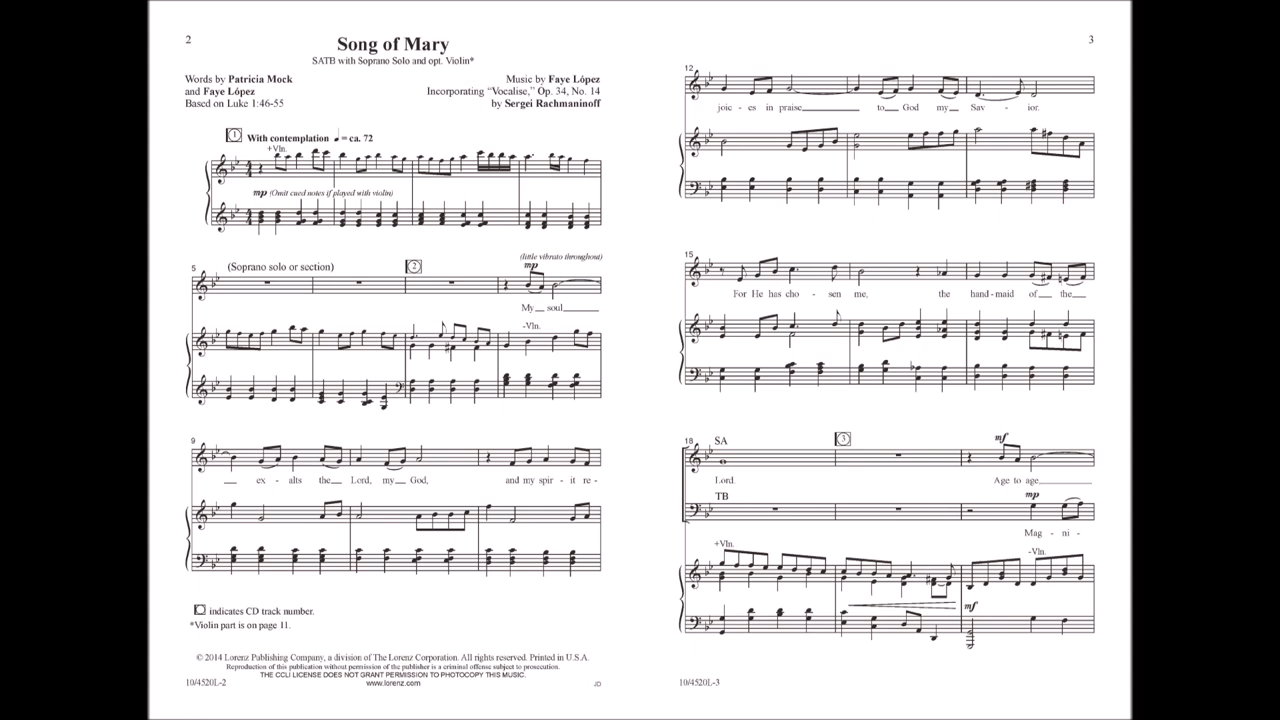 2
Song of Mary
SATB with Soprano Solo and opt. Violin*
Words by Patricia Mock
and Faye López
Based on Luke 1:46-55
Music by Faye López
Incorporating “Vocalise,” Op. 34, No. 14
by Sergei Rachmaninoff
1 With contemplation ♩ = ca. 72
+Vln.
mp (Omit cued notes if played with violin)
5 (Soprano solo or section) 2 (little vibrato throughout)
mp
My soul
-Vln.
9
ex - alts the Lord, my God, and my spir - it re -
indicates CD track number.
*Violin part is on page 11.
© 2014 Lorenz Publishing Company, a division of The Lorenz Corporation. All rights reserved. Printed in U.S.A.
Reproduction of this publication without permission of the publisher is a criminal offense subject to prosecution.
THE CCLI LICENSE DOES NOT GRANT PERMISSION TO PHOTOCOPY THIS MUSIC.
www.lorenz.com
10/4520L-2
JD
3
12
joic - es in praise to God my Sav - ior.
15
For He has cho - sen me, the hand - maid of the
18 SA 3 mf
Lord. Age to age,
TB mp
Mag - ni -
+Vln. -Vln.
mf
10/4520L-3